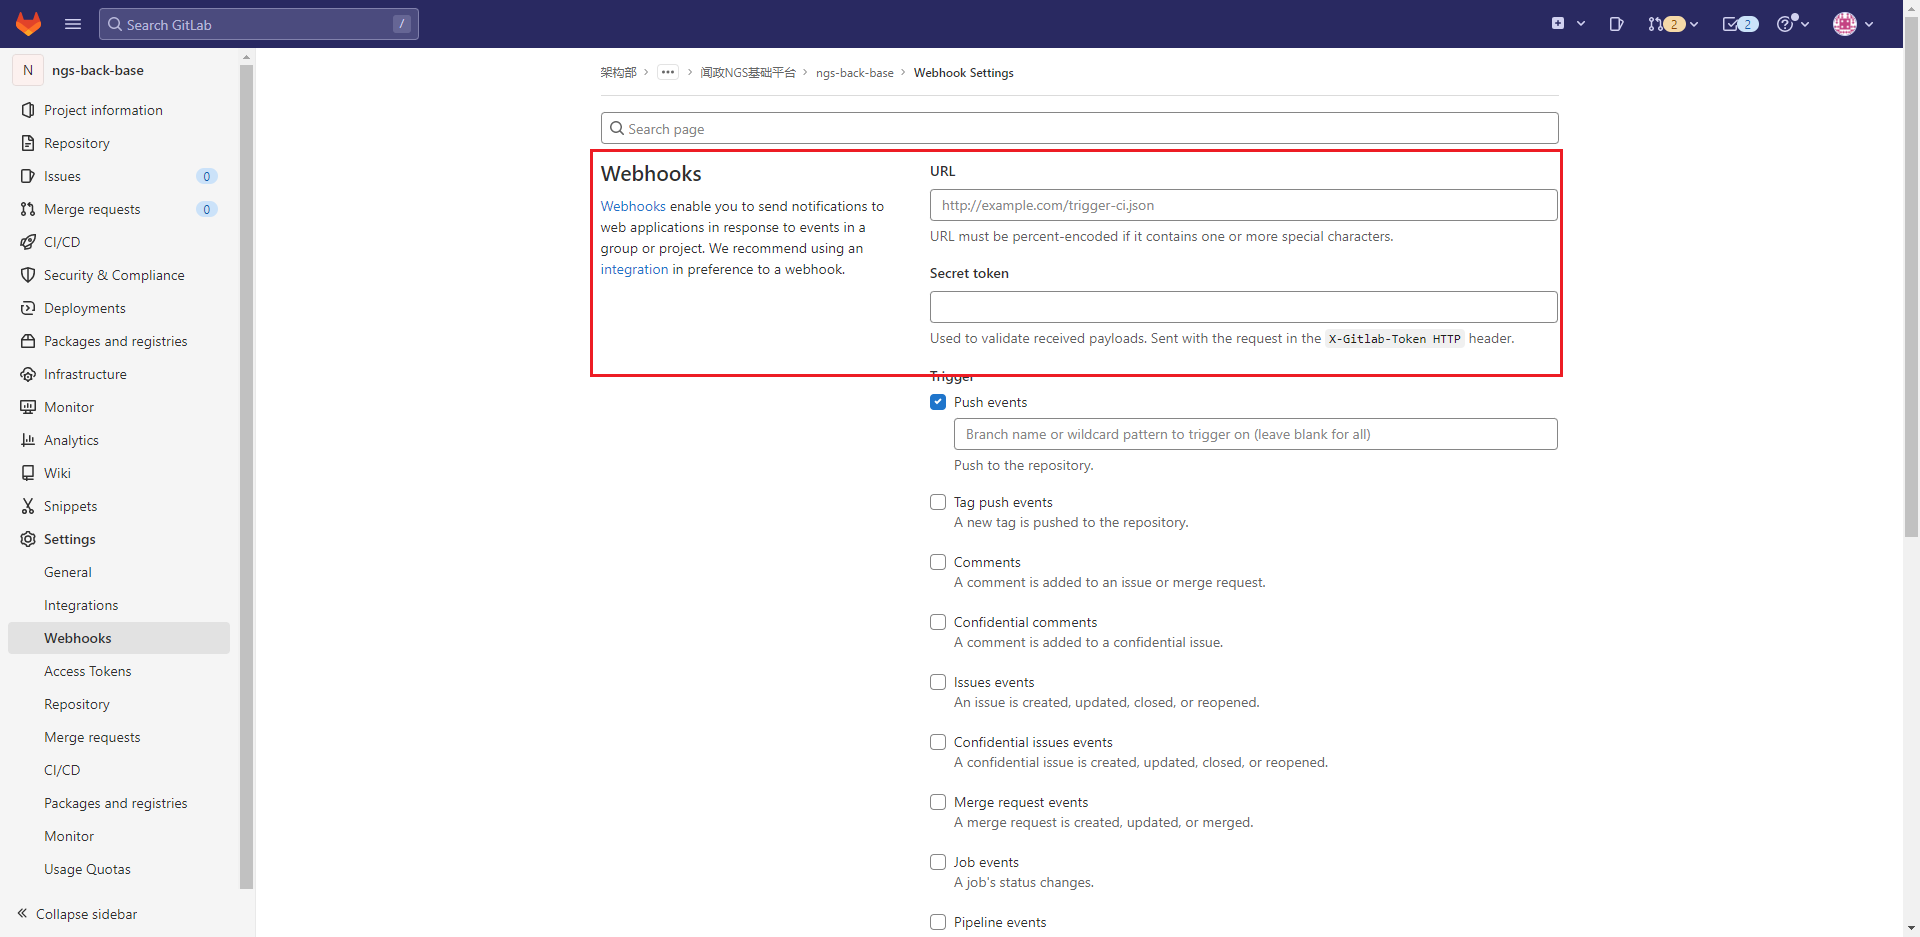 Search GitLab /
2 2
N ngs-back-base
Project information
Repository
Issues 0
Merge requests 0
CI/CD
Security & Compliance
Deployments
Packages and registries
Infrastructure
Monitor
Analytics
Wiki
Snippets
Settings
General
Integrations
Webhooks
Access Tokens
Repository
Merge requests
CI/CD
Packages and registries
Monitor
Usage Quotas
Collapse sidebar
架构部 > ••• > 闻政NGS基础平台 > ngs-back-base > Webhook Settings
Search page
Webhooks
Webhooks enable you to send notifications to
web applications in response to events in a
group or project. We recommend using an
integration in preference to a webhook.
URL
http://example.com/trigger-ci.json
URL must be percent-encoded if it contains one or more special characters.
Secret token
Used to validate received payloads. Sent with the request in the X-Gitlab-Token HTTP header.
Trigger
Push events
Branch name or wildcard pattern to trigger on (leave blank for all)
Push to the repository.
Tag push events
A new tag is pushed to the repository.
Comments
A comment is added to an issue or merge request.
Confidential comments
A comment is added to a confidential issue.
Issues events
An issue is created, updated, closed, or reopened.
Confidential issues events
A confidential issue is created, updated, closed, or reopened.
Merge request events
A merge request is created, updated, or merged.
Job events
A job's status changes.
Pipeline events